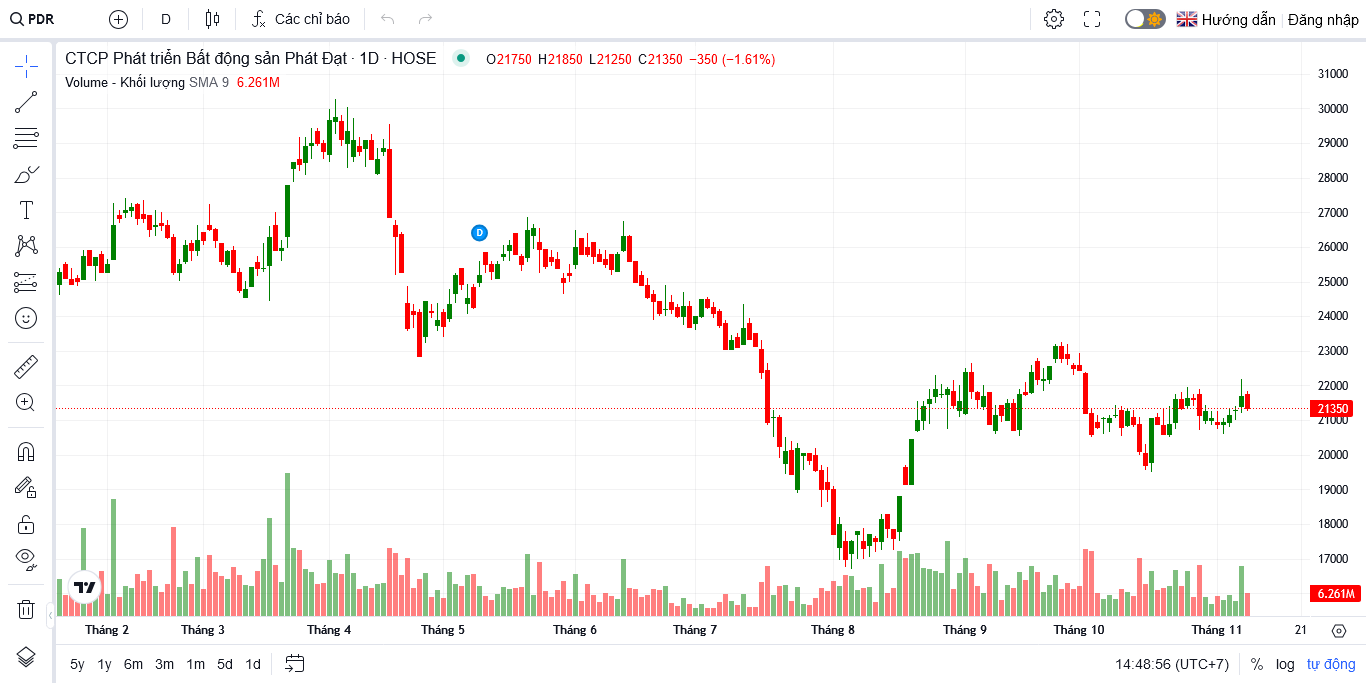 PDR D Các chỉ báo Hướng dẫn Đăng nhập
CTCP Phát triển Bất động sản Phát Đạt · 1D · HOSE O21750 H21850 L21250 C21350 −350 (−1.61%)
Volume - Khối lượng SMA 9 6.261M
D
31000
30000
29000
28000
27000
26000
25000
24000
23000
22000
21350
21000
20000
19000
18000
17000
6.261M
Tháng 2 Tháng 3 Tháng 4 Tháng 5 Tháng 6 Tháng 7 Tháng 8 Tháng 9 Tháng 10 Tháng 11 21
5y 1y 6m 3m 1m 5d 1d 14:48:56 (UTC+7) % log tự động